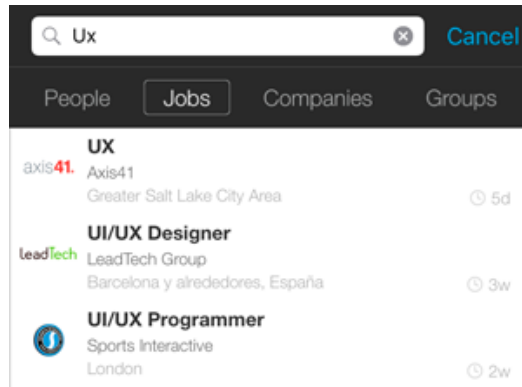 Ux
Cancel
People Jobs Companies Groups
UX
axis41. Axis41
Greater Salt Lake City Area 5d
UI/UX Designer
LeadTech LeadTech Group
Barcelona y alrededores, España 3w
UI/UX Programmer
Sports Interactive
London 2w